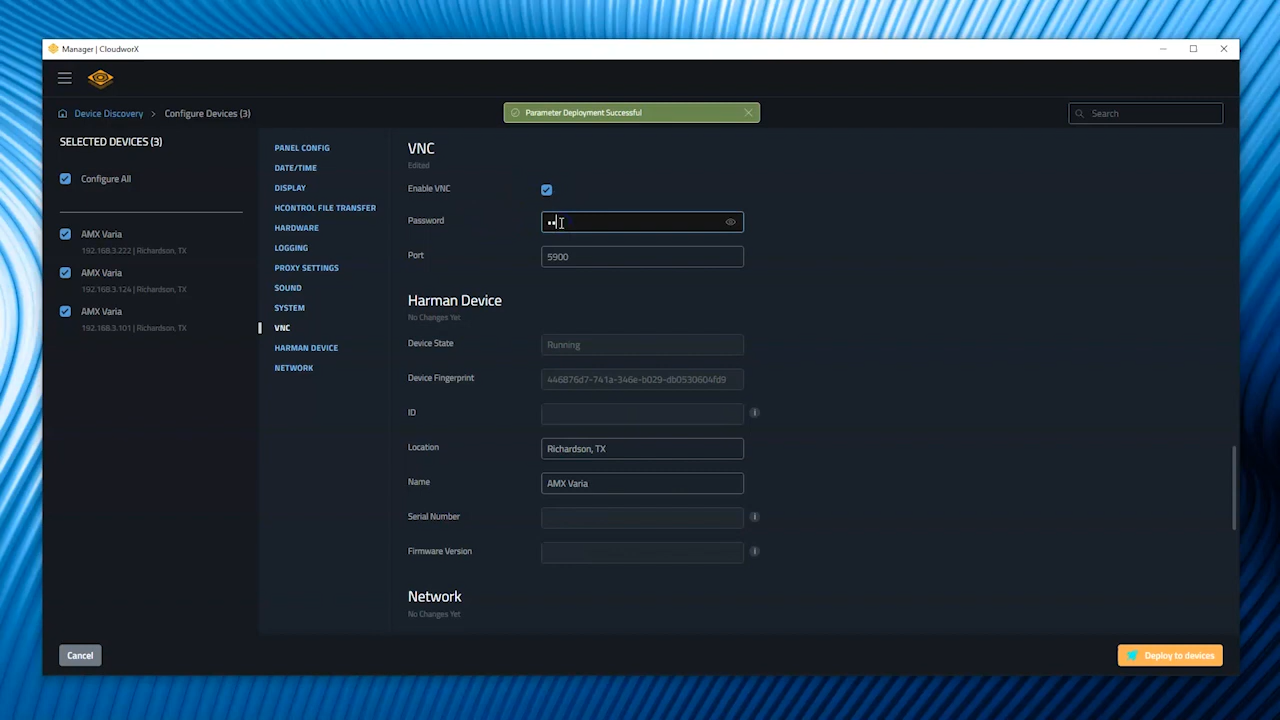 Manager | CloudworX
Device Discovery > Configure Devices (3)
Parameter Deployment Successful
Search
SELECTED DEVICES (3)
Configure All
AMX Varia
192.168.3.222 | Richardson, TX
AMX Varia
192.168.3.124 | Richardson, TX
AMX Varia
192.168.3.101 | Richardson, TX
PANEL CONFIG
DATE/TIME
DISPLAY
HCONTROL FILE TRANSFER
HARDWARE
LOGGING
PROXY SETTINGS
SOUND
SYSTEM
VNC
HARMAN DEVICE
NETWORK
VNC
Edited
Enable VNC
Password ••
Port 5900
Harman Device
No Changes Yet
Device State Running
Device Fingerprint 446876d7-741a-346e-b029-db0530604fd9
ID
Location Richardson, TX
Name AMX Varia
Serial Number
Firmware Version
Network
No Changes Yet
Cancel
Deploy to devices